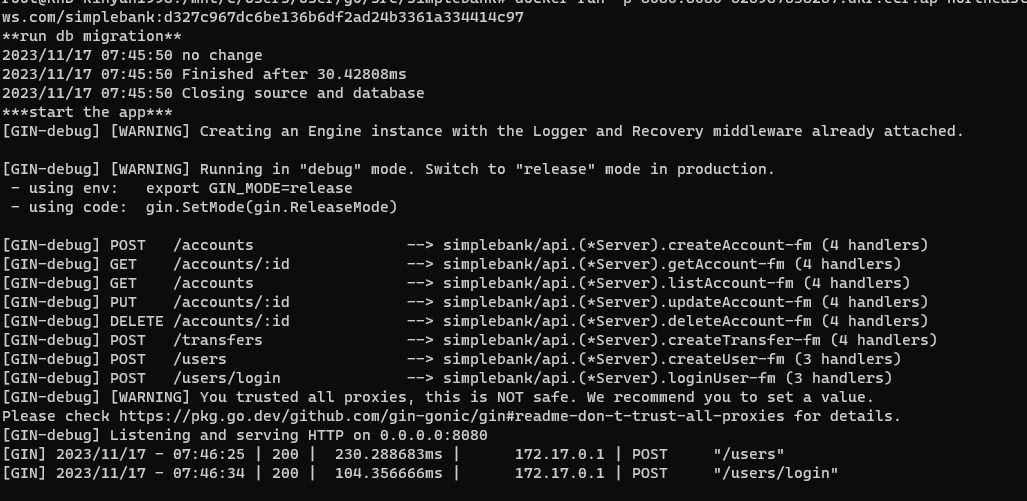 ws.com/simplebank:d327c967dc6be136b6df2ad24b3361a334414c97
**run db migration**
2023/11/17 07:45:50 no change
2023/11/17 07:45:50 Finished after 30.42808ms
2023/11/17 07:45:50 Closing source and database
***start the app***
[GIN-debug] [WARNING] Creating an Engine instance with the Logger and Recovery middleware already attached.
[GIN-debug] [WARNING] Running in "debug" mode. Switch to "release" mode in production.
 - using env:   export GIN_MODE=release
 - using code:  gin.SetMode(gin.ReleaseMode)
[GIN-debug] POST   /accounts                 --> simplebank/api.(*Server).createAccount-fm (4 handlers)
[GIN-debug] GET    /accounts/:id             --> simplebank/api.(*Server).getAccount-fm (4 handlers)
[GIN-debug] GET    /accounts                 --> simplebank/api.(*Server).listAccount-fm (4 handlers)
[GIN-debug] PUT    /accounts/:id             --> simplebank/api.(*Server).updateAccount-fm (4 handlers)
[GIN-debug] DELETE /accounts/:id             --> simplebank/api.(*Server).deleteAccount-fm (4 handlers)
[GIN-debug] POST   /transfers                --> simplebank/api.(*Server).createTransfer-fm (4 handlers)
[GIN-debug] POST   /users                    --> simplebank/api.(*Server).createUser-fm (3 handlers)
[GIN-debug] POST   /users/login              --> simplebank/api.(*Server).loginUser-fm (3 handlers)
[GIN-debug] [WARNING] You trusted all proxies, this is NOT safe. We recommend you to set a value.
Please check https://pkg.go.dev/github.com/gin-gonic/gin#readme-don-t-trust-all-proxies for details.
[GIN-debug] Listening and serving HTTP on 0.0.0.0:8080
[GIN] 2023/11/17 - 07:46:25 | 200 |  230.288683ms |      172.17.0.1 | POST     "/users"
[GIN] 2023/11/17 - 07:46:34 | 200 |  104.356666ms |      172.17.0.1 | POST     "/users/login"